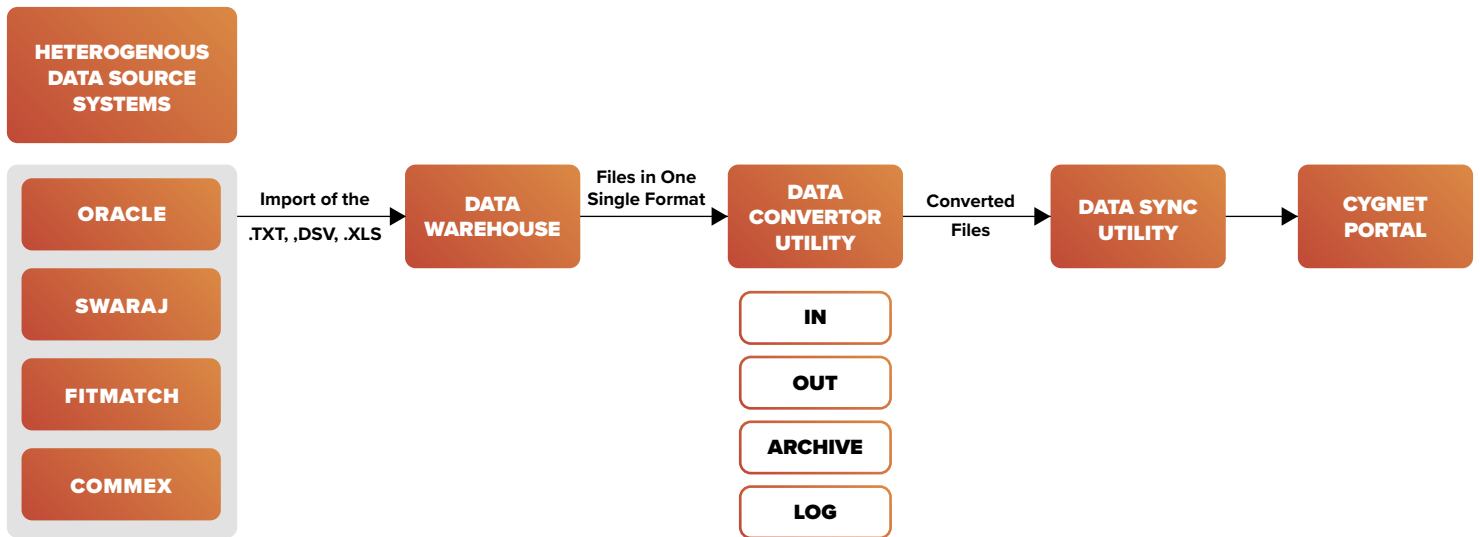 HETEROGENOUS
DATA SOURCE
SYSTEMS
ORACLE
SWARAJ
FITMATCH
COMMEX
Import of the
.TXT, ,DSV, .XLS
DATA
WAREHOUSE
Files in One
Single Format
DATA
CONVERTOR
UTILITY
IN
OUT
ARCHIVE
LOG
Converted
Files
DATA SYNC
UTILITY
CYGNET
PORTAL